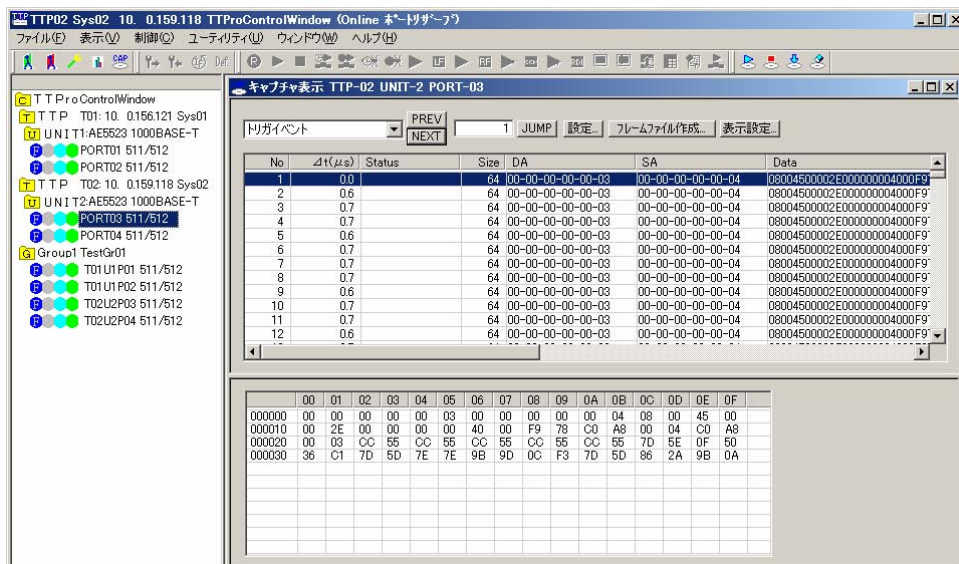 TTP02 Sys02 10. 0.159.118 TTProControlWindow (Online ポートリザーブ)
ファイル(F) 表示(V) 制御(C) ユーティリティ(U) ウィンドウ(W) ヘルプ(H)
CAP Def LF RF
TTProControlWindow
TTP T01: 10. 0.156.121 Sys01
UNIT1:AE5523 1000BASE-T
PORT01 511/512
PORT02 511/512
TTP T02: 10. 0.159.118 Sys02
UNIT2:AE5523 1000BASE-T
PORT03 511/512
PORT04 511/512
Group1 TestGr01
T01U1P01 511/512
T01U1P02 511/512
T02U2P03 511/512
T02U2P04 511/512
キャプチャ表示 TTP-02 UNIT-2 PORT-03
トリガイベント PREV NEXT 1 JUMP 設定... フレームファイル作成... 表示設定...
No Δt(μs) Status Size DA SA Data
1 0.0 64 00-00-00-00-00-03 00-00-00-00-00-04 08004500002E000000004000F9
2 0.6 64 00-00-00-00-00-03 00-00-00-00-00-04 08004500002E000000004000F9
3 0.7 64 00-00-00-00-00-03 00-00-00-00-00-04 08004500002E000000004000F9
4 0.7 64 00-00-00-00-00-03 00-00-00-00-00-04 08004500002E000000004000F9
5 0.6 64 00-00-00-00-00-03 00-00-00-00-00-04 08004500002E000000004000F9
6 0.7 64 00-00-00-00-00-03 00-00-00-00-00-04 08004500002E000000004000F9
7 0.7 64 00-00-00-00-00-03 00-00-00-00-00-04 08004500002E000000004000F9
8 0.7 64 00-00-00-00-00-03 00-00-00-00-00-04 08004500002E000000004000F9
9 0.6 64 00-00-00-00-00-03 00-00-00-00-00-04 08004500002E000000004000F9
10 0.7 64 00-00-00-00-00-03 00-00-00-00-00-04 08004500002E000000004000F9
11 0.7 64 00-00-00-00-00-03 00-00-00-00-00-04 08004500002E000000004000F9
12 0.6 64 00-00-00-00-00-03 00-00-00-00-00-04 08004500002E000000004000F9
00 01 02 03 04 05 06 07 08 09 0A 0B 0C 0D 0E 0F
000000 00 00 00 00 00 03 00 00 00 00 00 04 08 00 45 00
000010 00 2E 00 00 00 00 40 00 F9 78 C0 A8 00 04 C0 A8
000020 00 03 CC 55 CC 55 CC 55 CC 55 CC 55 7D 5E 0F 50
000030 36 C1 7D 5D 7E 7E 9B 9D 0C F3 7D 5D 86 2A 9B 0A